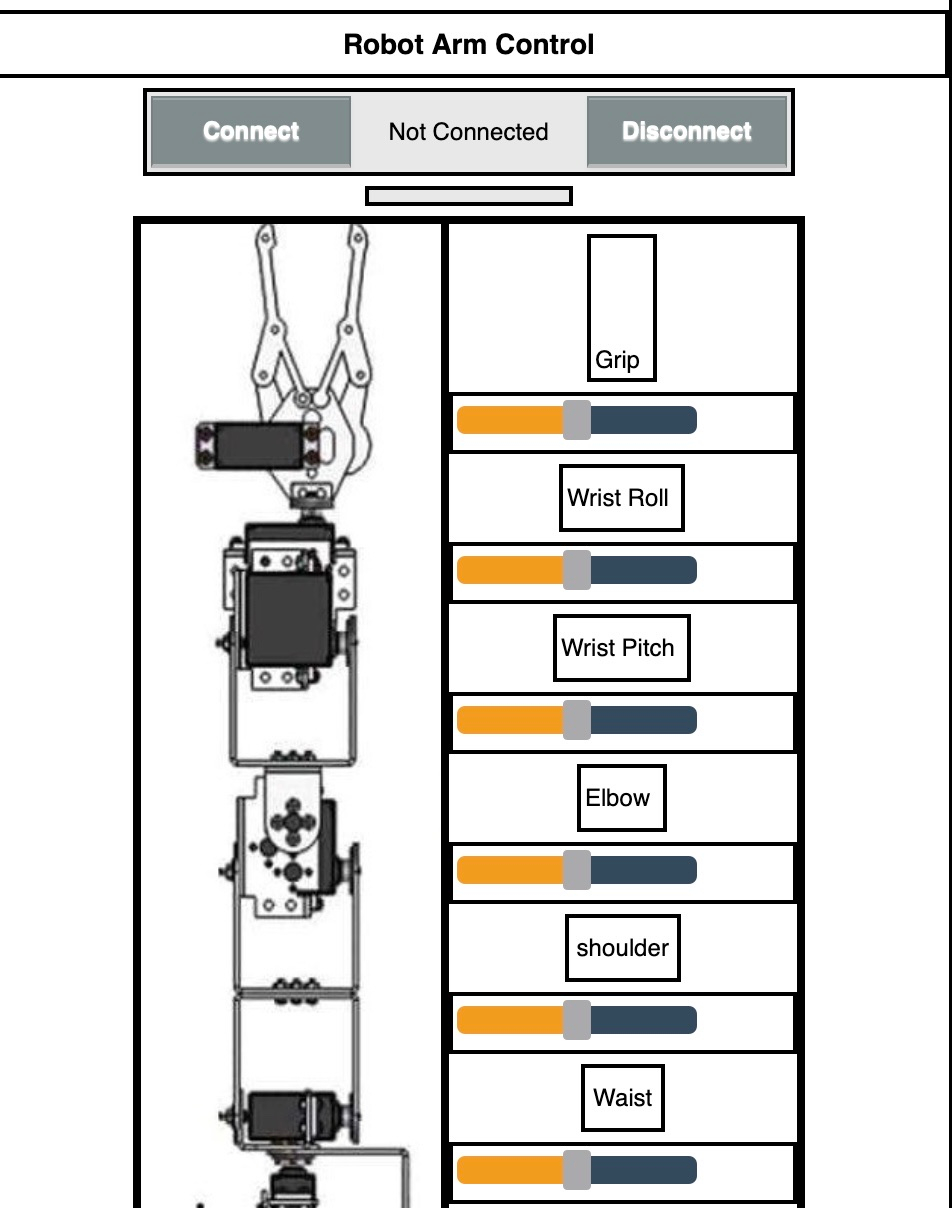 Robot Arm Control
Connect
Not Connected
Disconnect
Grip
Wrist Roll
Wrist Pitch
Elbow
shoulder
Waist